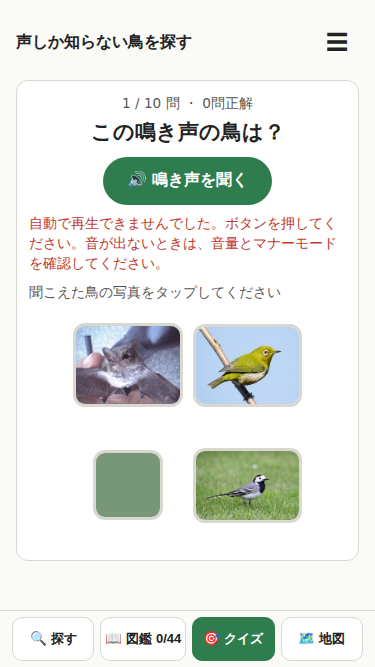 声しか知らない鳥を探す
1 / 10 問 ・ 0問正解
この鳴き声の鳥は？
🔊 鳴き声を聞く
自動で再生できませんでした。ボタンを押してく
ださい。音が出ないときは、音量とマナーモード
を確認してください。
聞こえた鳥の写真をタップしてください
🔍 探す
📖 図鑑 0/44
🎯 クイズ
🗺️ 地図